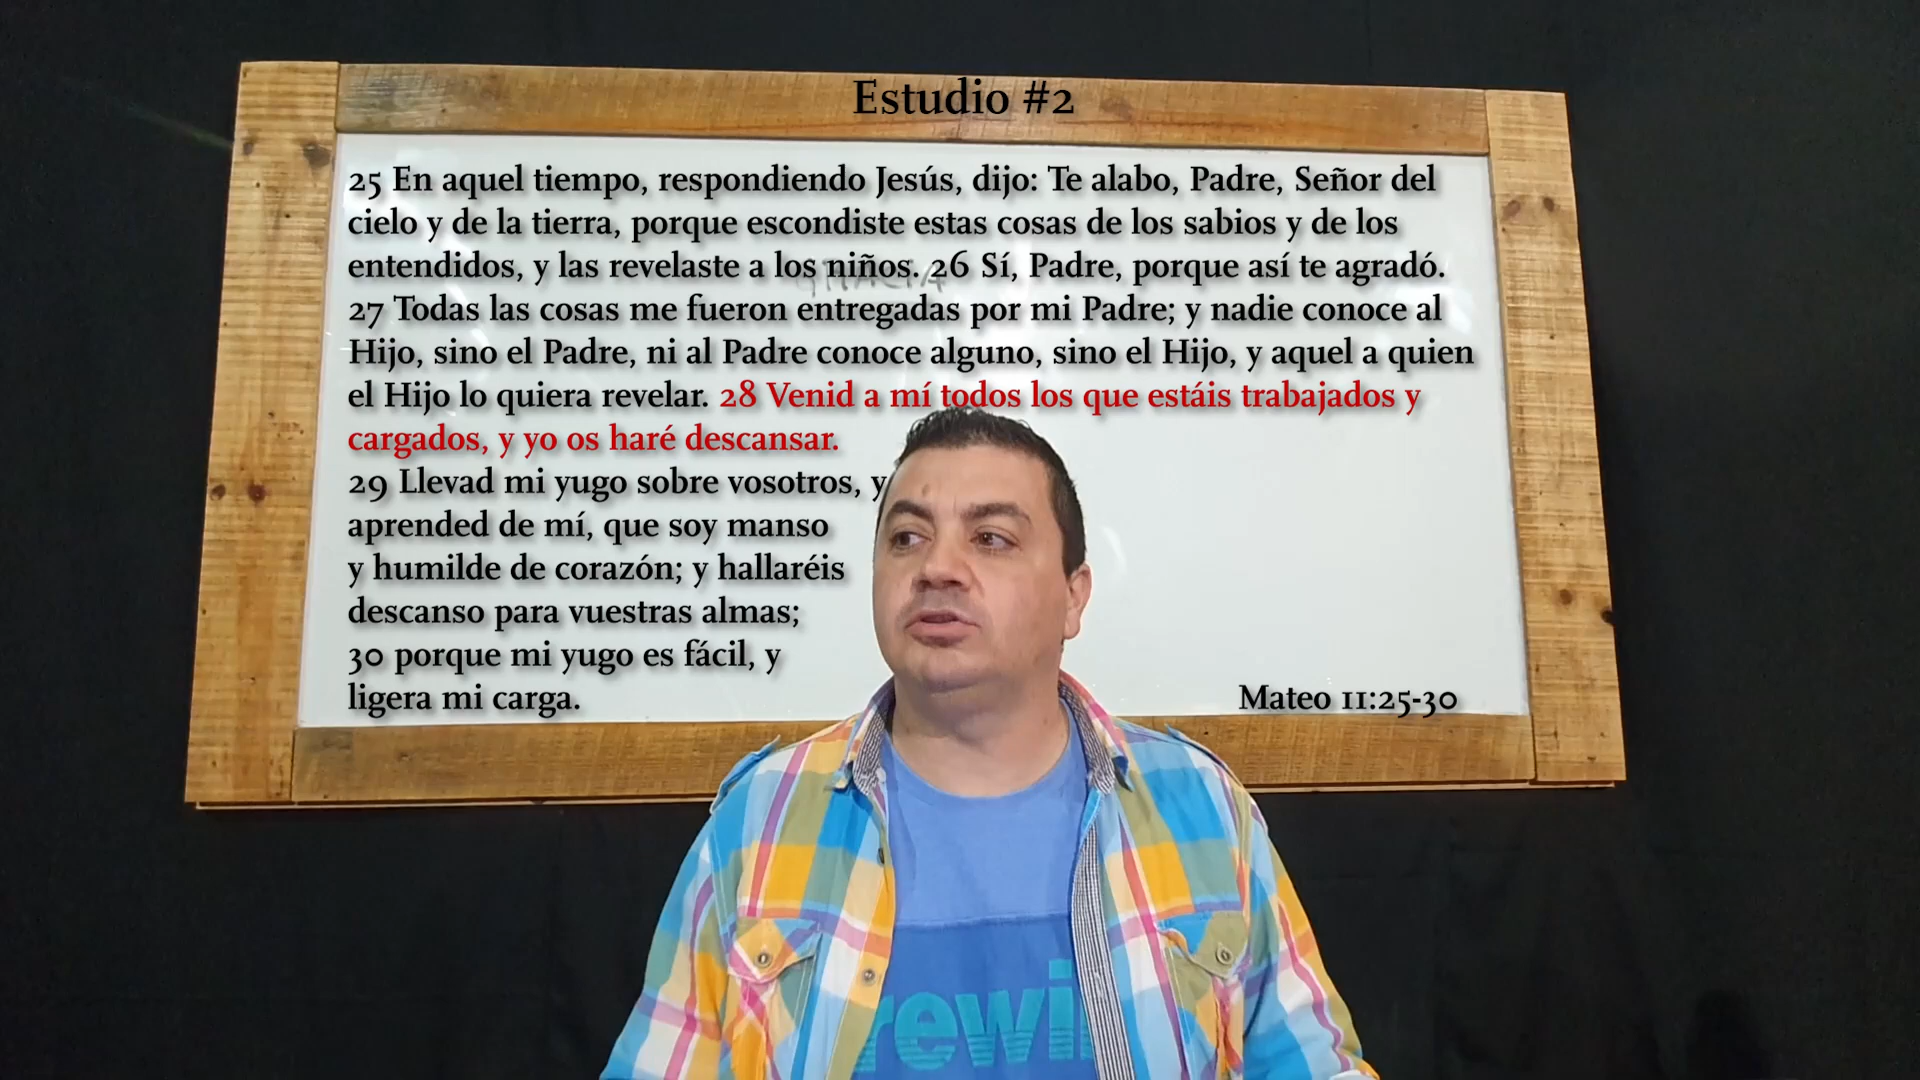 Estudio #2
25 En aquel tiempo, respondiendo Jesús, dijo: Te alabo, Padre, Señor del
cielo y de la tierra, porque escondiste estas cosas de los sabios y de los
entendidos, y las revelaste a los niños. 26 Sí, Padre, porque así te agradó.
27 Todas las cosas me fueron entregadas por mi Padre; y nadie conoce al
Hijo, sino el Padre, ni al Padre conoce alguno, sino el Hijo, y aquel a quien
el Hijo lo quiera revelar. 28 Venid a mí todos los que estáis trabajados y
cargados, y yo os haré descansar.
29 Llevad mi yugo sobre vosotros, y
aprended de mí, que soy manso
y humilde de corazón; y hallaréis
descanso para vuestras almas;
30 porque mi yugo es fácil, y
ligera mi carga.
Mateo 11:25-30